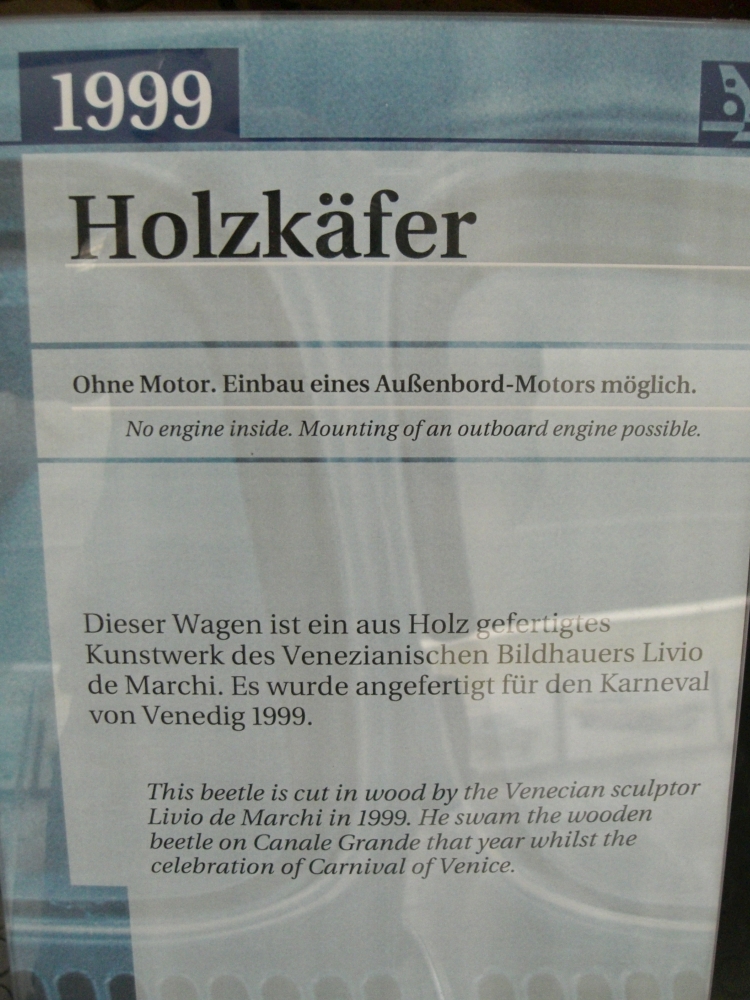 1999
Holzkäfer
Ohne Motor. Einbau eines Außenbord-Motors möglich.
No engine inside. Mounting of an outboard engine possible.
Dieser Wagen ist ein aus Holz gefertigtes
Kunstwerk des Venezianischen Bildhauers Livio
de Marchi. Es wurde angefertigt für den Karneval
von Venedig 1999.
This beetle is cut in wood by the Venecian sculptor
Livio de Marchi in 1999. He swam the wooden
beetle on Canale Grande that year whilst the
celebration of Carnival of Venice.